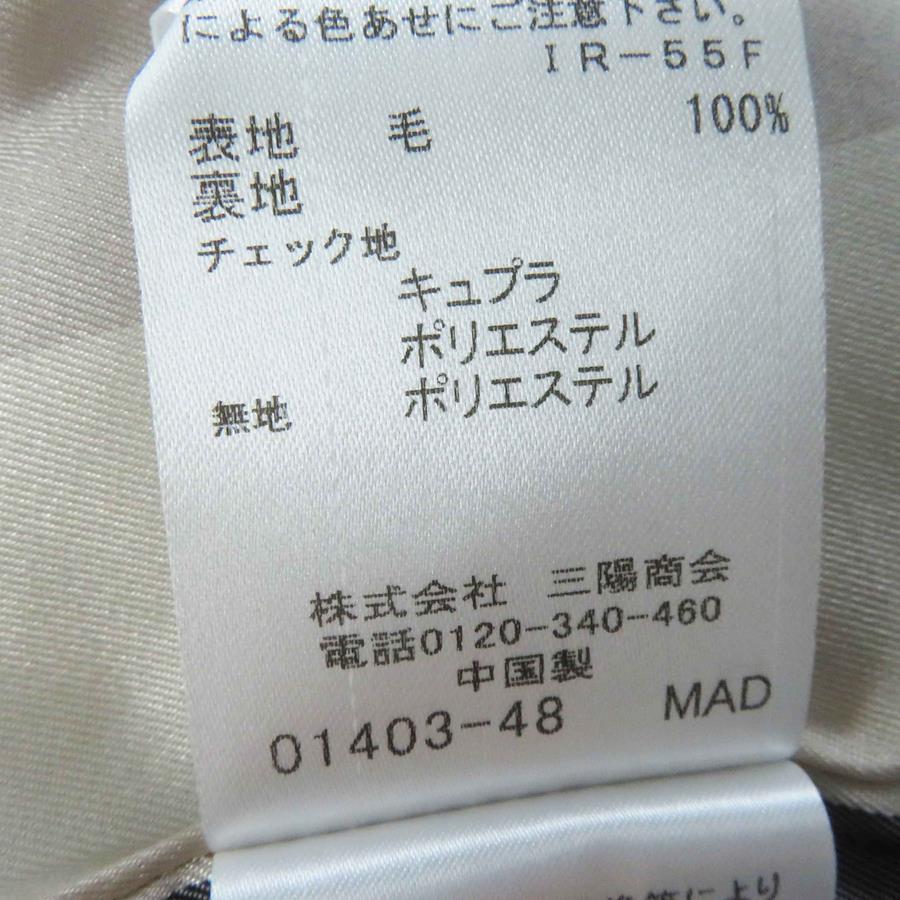 による色あせにご注意下さい。
IR-55F
表地 毛 100%
裏地
チェック地
キュプラ
ポリエステル
無地 ポリエステル
株式会社 三陽商会
電話0120-340-460
中国製
01403-48 MAD
により